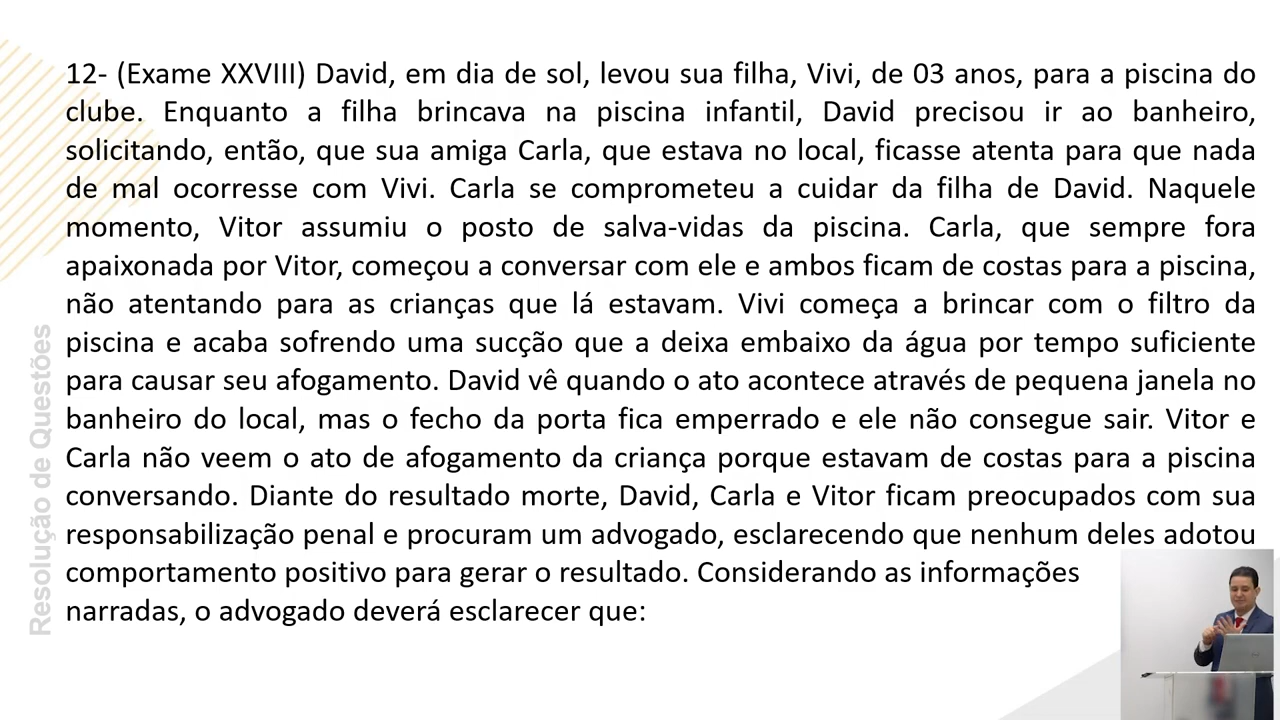 12- (Exame XXVIII) David, em dia de sol, levou sua filha, Vivi, de 03 anos, para a piscina do
clube. Enquanto a filha brincava na piscina infantil, David precisou ir ao banheiro,
solicitando, então, que sua amiga Carla, que estava no local, ficasse atenta para que nada
de mal ocorresse com Vivi. Carla se comprometeu a cuidar da filha de David. Naquele
momento, Vitor assumiu o posto de salva-vidas da piscina. Carla, que sempre fora
apaixonada por Vitor, começou a conversar com ele e ambos ficam de costas para a piscina,
não atentando para as crianças que lá estavam. Vivi começa a brincar com o filtro da
piscina e acaba sofrendo uma sucção que a deixa embaixo da água por tempo suficiente
para causar seu afogamento. David vê quando o ato acontece através de pequena janela no
banheiro do local, mas o fecho da porta fica emperrado e ele não consegue sair. Vitor e
Carla não veem o ato de afogamento da criança porque estavam de costas para a piscina
conversando. Diante do resultado morte, David, Carla e Vitor ficam preocupados com sua
responsabilização penal e procuram um advogado, esclarecendo que nenhum deles adotou
comportamento positivo para gerar o resultado. Considerando as informações
narradas, o advogado deverá esclarecer que:
Resolução de Questões